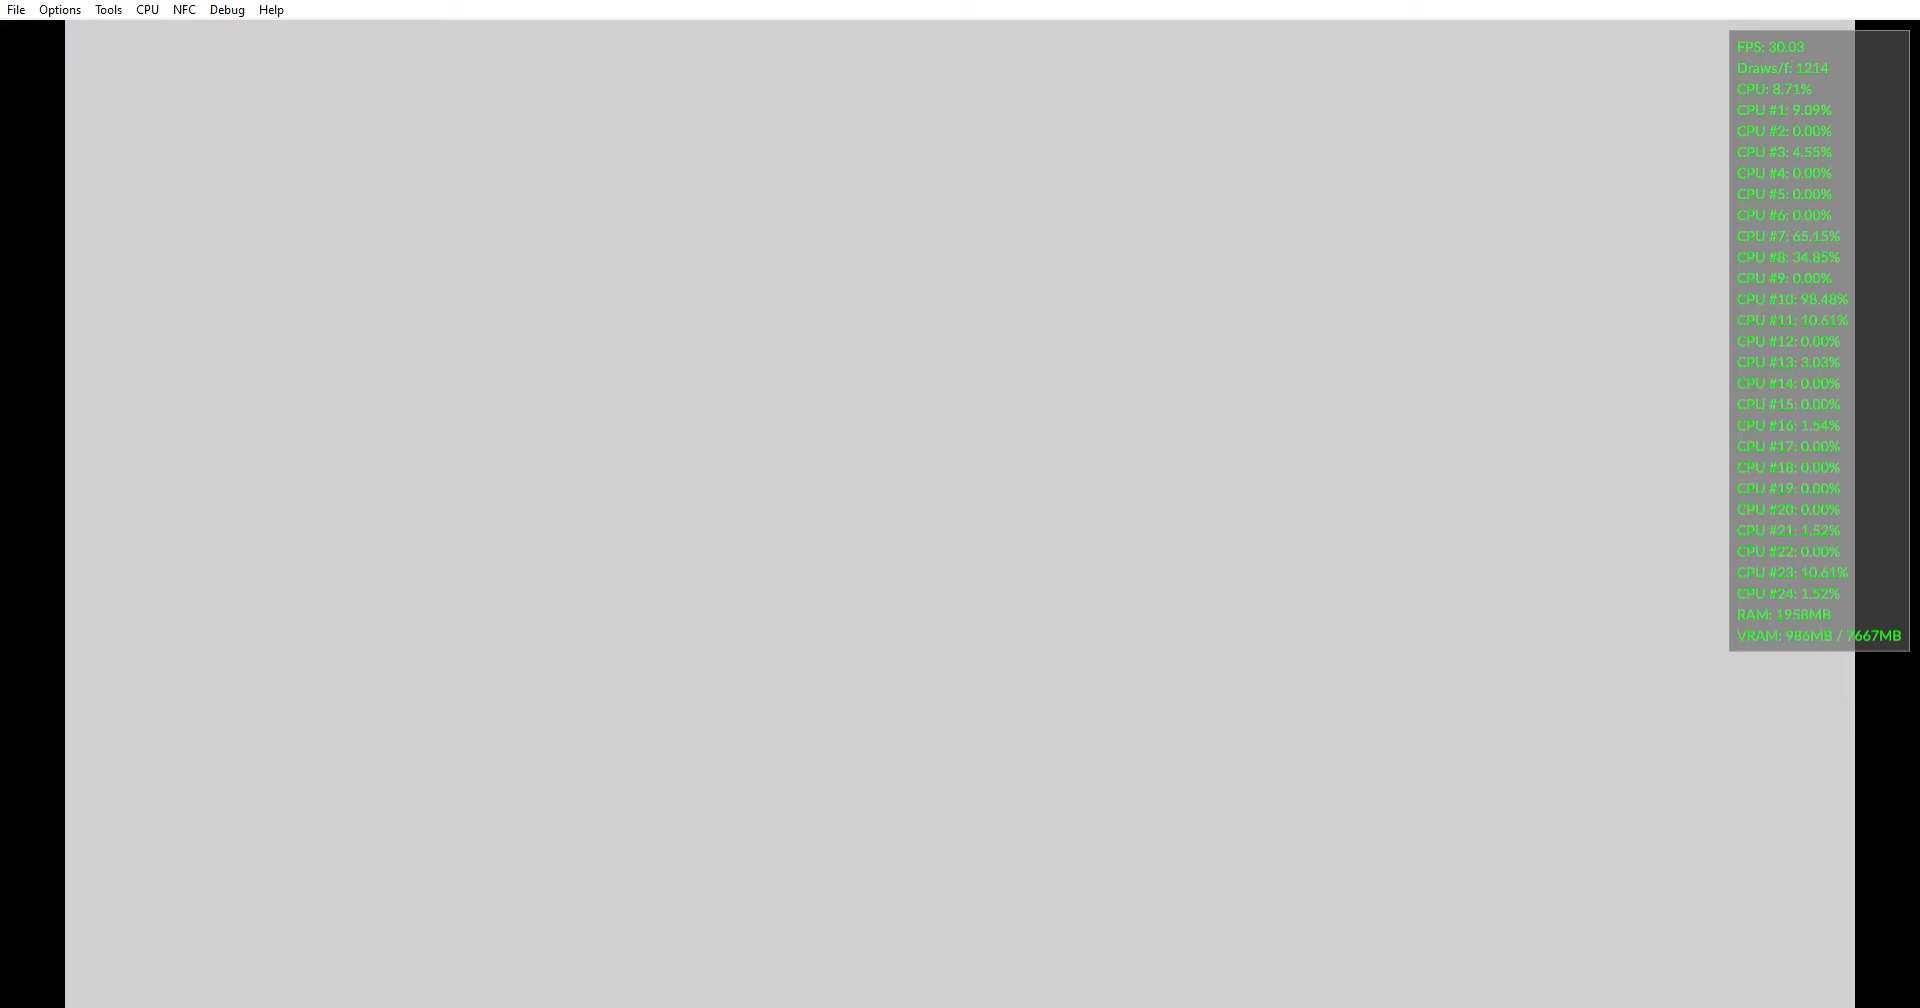 File Options Tools CPU NFC Debug Help
FPS: 30.03
Draws/f: 1214
CPU: 8.71%
CPU #1: 9.09%
CPU #2: 0.00%
CPU #3: 4.55%
CPU #4: 0.00%
CPU #5: 0.00%
CPU #6: 0.00%
CPU #7: 65.15%
CPU #8: 34.85%
CPU #9: 0.00%
CPU #10: 98.48%
CPU #11: 10.61%
CPU #12: 0.00%
CPU #13: 3.03%
CPU #14: 0.00%
CPU #15: 0.00%
CPU #16: 1.54%
CPU #17: 0.00%
CPU #18: 0.00%
CPU #19: 0.00%
CPU #20: 0.00%
CPU #21: 1.52%
CPU #22: 0.00%
CPU #23: 10.61%
CPU #24: 1.52%
RAM: 1958MB
VRAM: 986MB / 7667MB